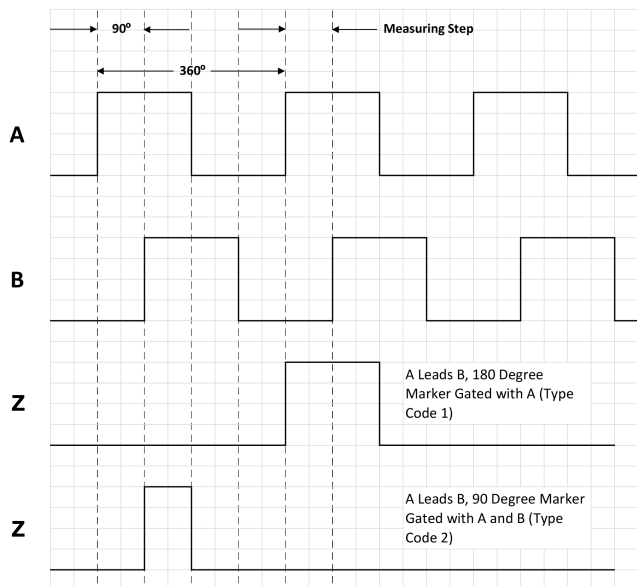 90º
Measuring Step
360º
A
B
Z
A Leads B, 180 Degree
Marker Gated with A (Type
Code 1)
Z
A Leads B, 90 Degree Marker
Gated with A and B (Type
Code 2)